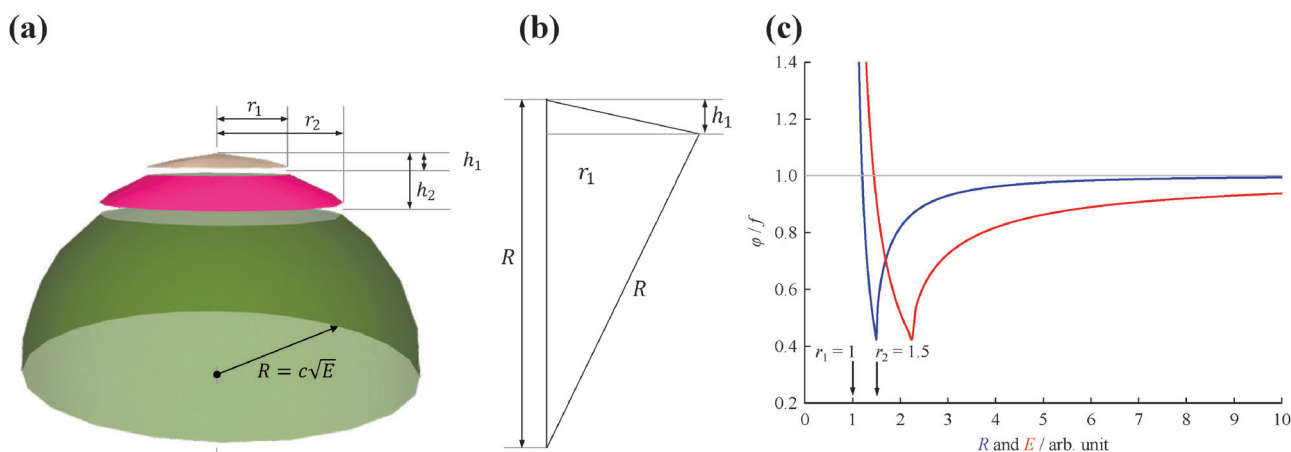 (a)
r₁
r₂
h₁
h₂
R = c√E
(b)
h₁
r₁
R
R
(c)
φ / f
1.4
1.2
1.0
0.8
0.6
0.4
0.2
r₁ = 1 r₂ = 1.5
0 1 2 3 4 5 6 7 8 9 10
R and E / arb. unit